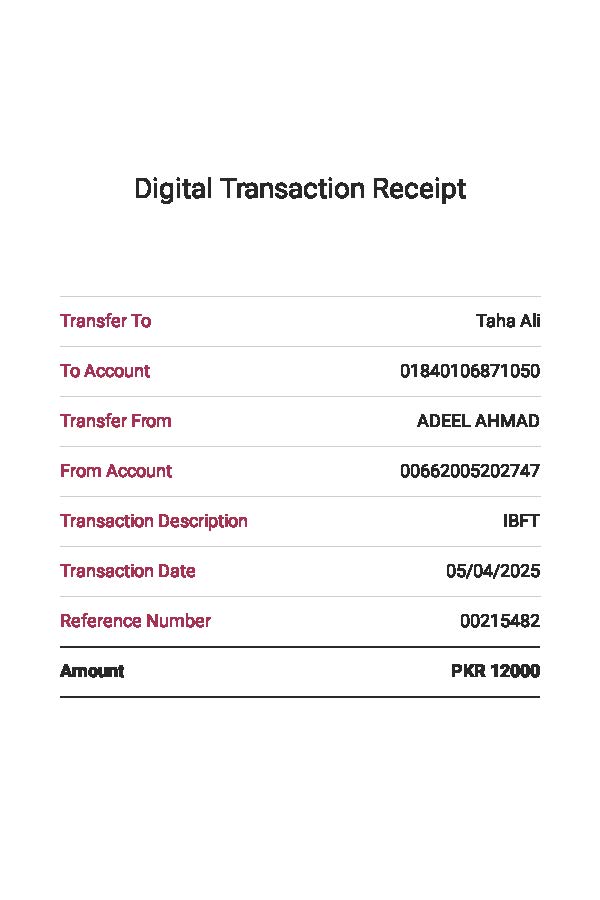 Digital Transaction Receipt
Transfer To Taha Ali
To Account 01840106871050
Transfer From ADEEL AHMAD
From Account 00662005202747
Transaction Description IBFT
Transaction Date 05/04/2025
Reference Number 00215482
Amount PKR 12000